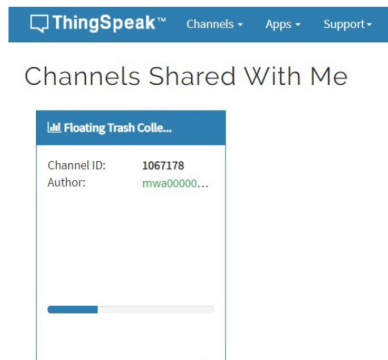 ThingSpeak™ Channels Apps Support
Channels Shared With Me
Floating Trash Colle...
Channel ID: 1067178
Author: mwa00000...